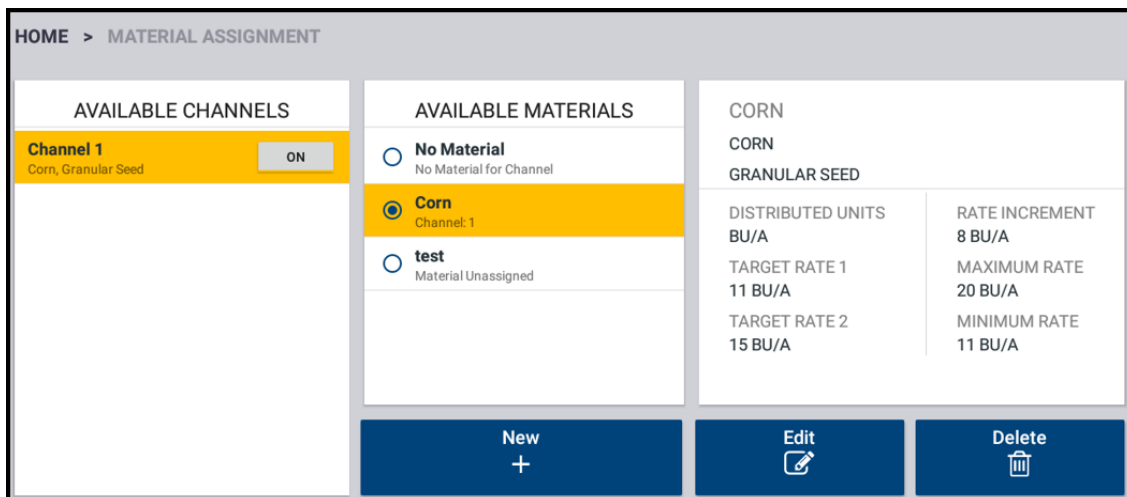 HOME > MATERIAL ASSIGNMENT
AVAILABLE CHANNELS
Channel 1
Corn, Granular Seed
ON
AVAILABLE MATERIALS
No Material
No Material for Channel
Corn
Channel: 1
test
Material Unassigned
CORN
CORN
GRANULAR SEED
DISTRIBUTED UNITS
BU/A
TARGET RATE 1
11 BU/A
TARGET RATE 2
15 BU/A
RATE INCREMENT
8 BU/A
MAXIMUM RATE
20 BU/A
MINIMUM RATE
11 BU/A
New
Edit
Delete